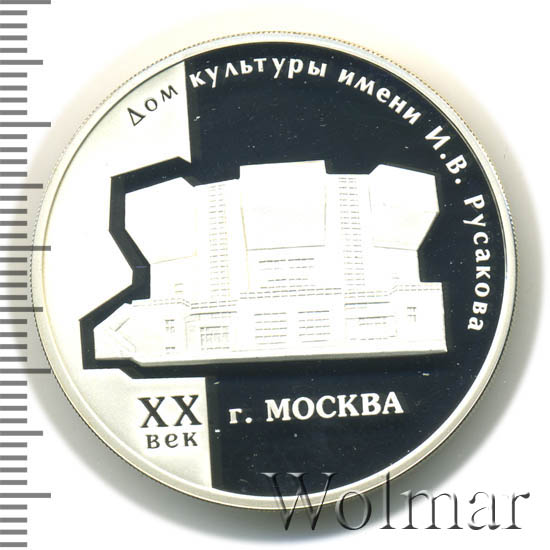 Дом культуры имени И.В. Русакова
XX
век
г. МОСКВА
Wolmar